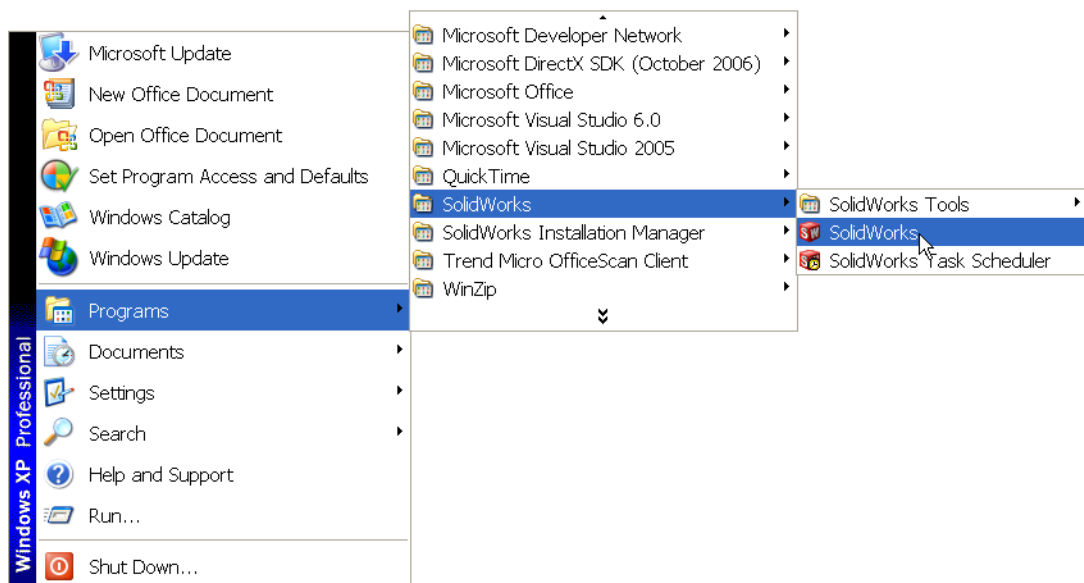 Microsoft Update
New Office Document
Open Office Document
Set Program Access and Defaults
Windows Catalog
Windows Update
Programs
Documents
Settings
Search
Help and Support
Run...
Shut Down...
Windows XP Professional
Microsoft Developer Network
Microsoft DirectX SDK (October 2006)
Microsoft Office
Microsoft Visual Studio 6.0
Microsoft Visual Studio 2005
QuickTime
SolidWorks
SolidWorks Installation Manager
Trend Micro OfficeScan Client
WinZip
SolidWorks Tools
SolidWorks
SolidWorks Task Scheduler